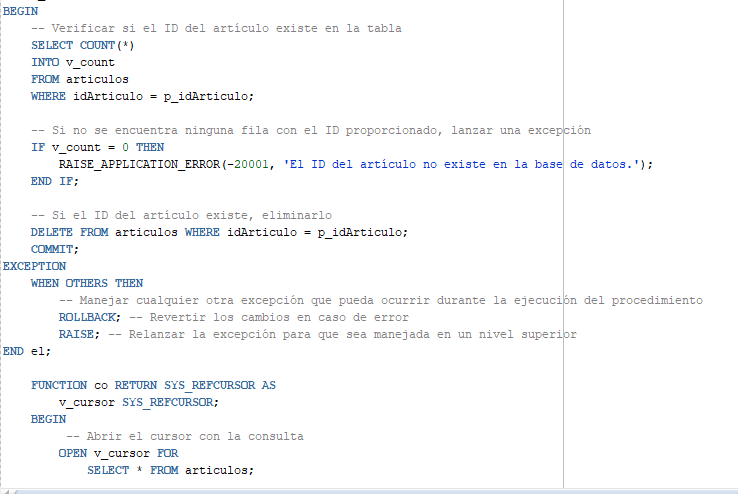 BEGIN
-- Verificar si el ID del artículo existe en la tabla
SELECT COUNT(*)
INTO v_count
FROM articulos
WHERE idArticulo = p_idArticulo;
-- Si no se encuentra ninguna fila con el ID proporcionado, lanzar una excepción
IF v_count = 0 THEN
RAISE_APPLICATION_ERROR(-20001, 'El ID del artículo no existe en la base de datos.');
END IF;
-- Si el ID del artículo existe, eliminarlo
DELETE FROM articulos WHERE idArticulo = p_idArticulo;
COMMIT;
EXCEPTION
WHEN OTHERS THEN
-- Manejar cualquier otra excepción que pueda ocurrir durante la ejecución del procedimiento
ROLLBACK; -- Revertir los cambios en caso de error
RAISE; -- Relanzar la excepción para que sea manejada en un nivel superior
END el;
FUNCTION co RETURN SYS_REFCURSOR AS
v_cursor SYS_REFCURSOR;
BEGIN
-- Abrir el cursor con la consulta
OPEN v_cursor FOR
SELECT * FROM articulos;